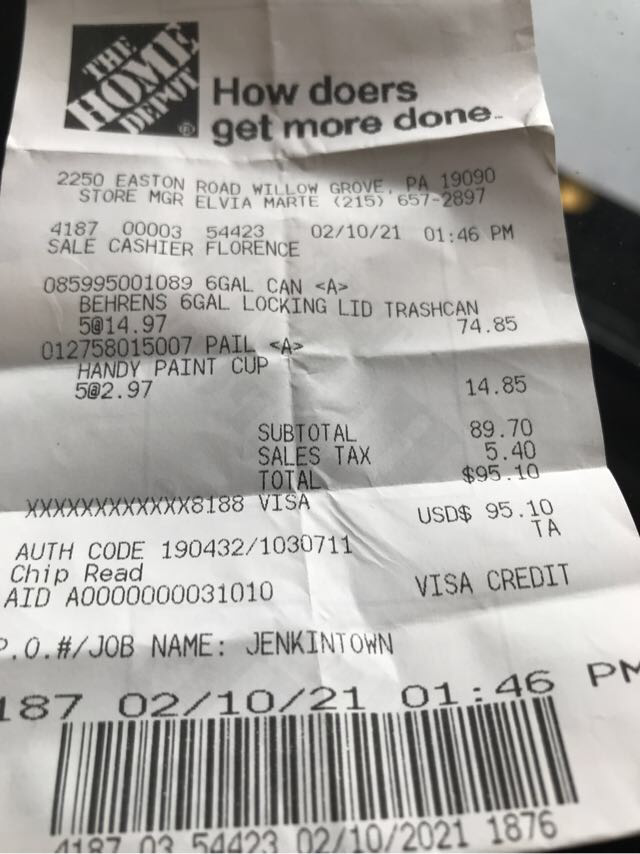 THE
HOME
DEPOT
®
How doers
get more done™
2250 EASTON ROAD WILLOW GROVE, PA 19090
STORE MGR ELVIA MARTE (215) 657-2897
4187 00003 54423 02/10/21 01:46 PM
SALE CASHIER FLORENCE
085995001089 6GAL CAN <A>
BEHRENS 6GAL LOCKING LID TRASHCAN
5@14.97 74.85
012758015007 PAIL <A>
HANDY PAINT CUP
5@2.97 14.85
SUBTOTAL 89.70
SALES TAX 5.40
TOTAL $95.10
XXXXXXXXXXXX8188 VISA
USD$ 95.10
TA
AUTH CODE 190432/1030711
Chip Read
AID A0000000031010 VISA CREDIT
P.O.#/JOB NAME: JENKINTOWN
187 02/10/21 01:46 PM
4187 03 54423 02/10/2021 1876